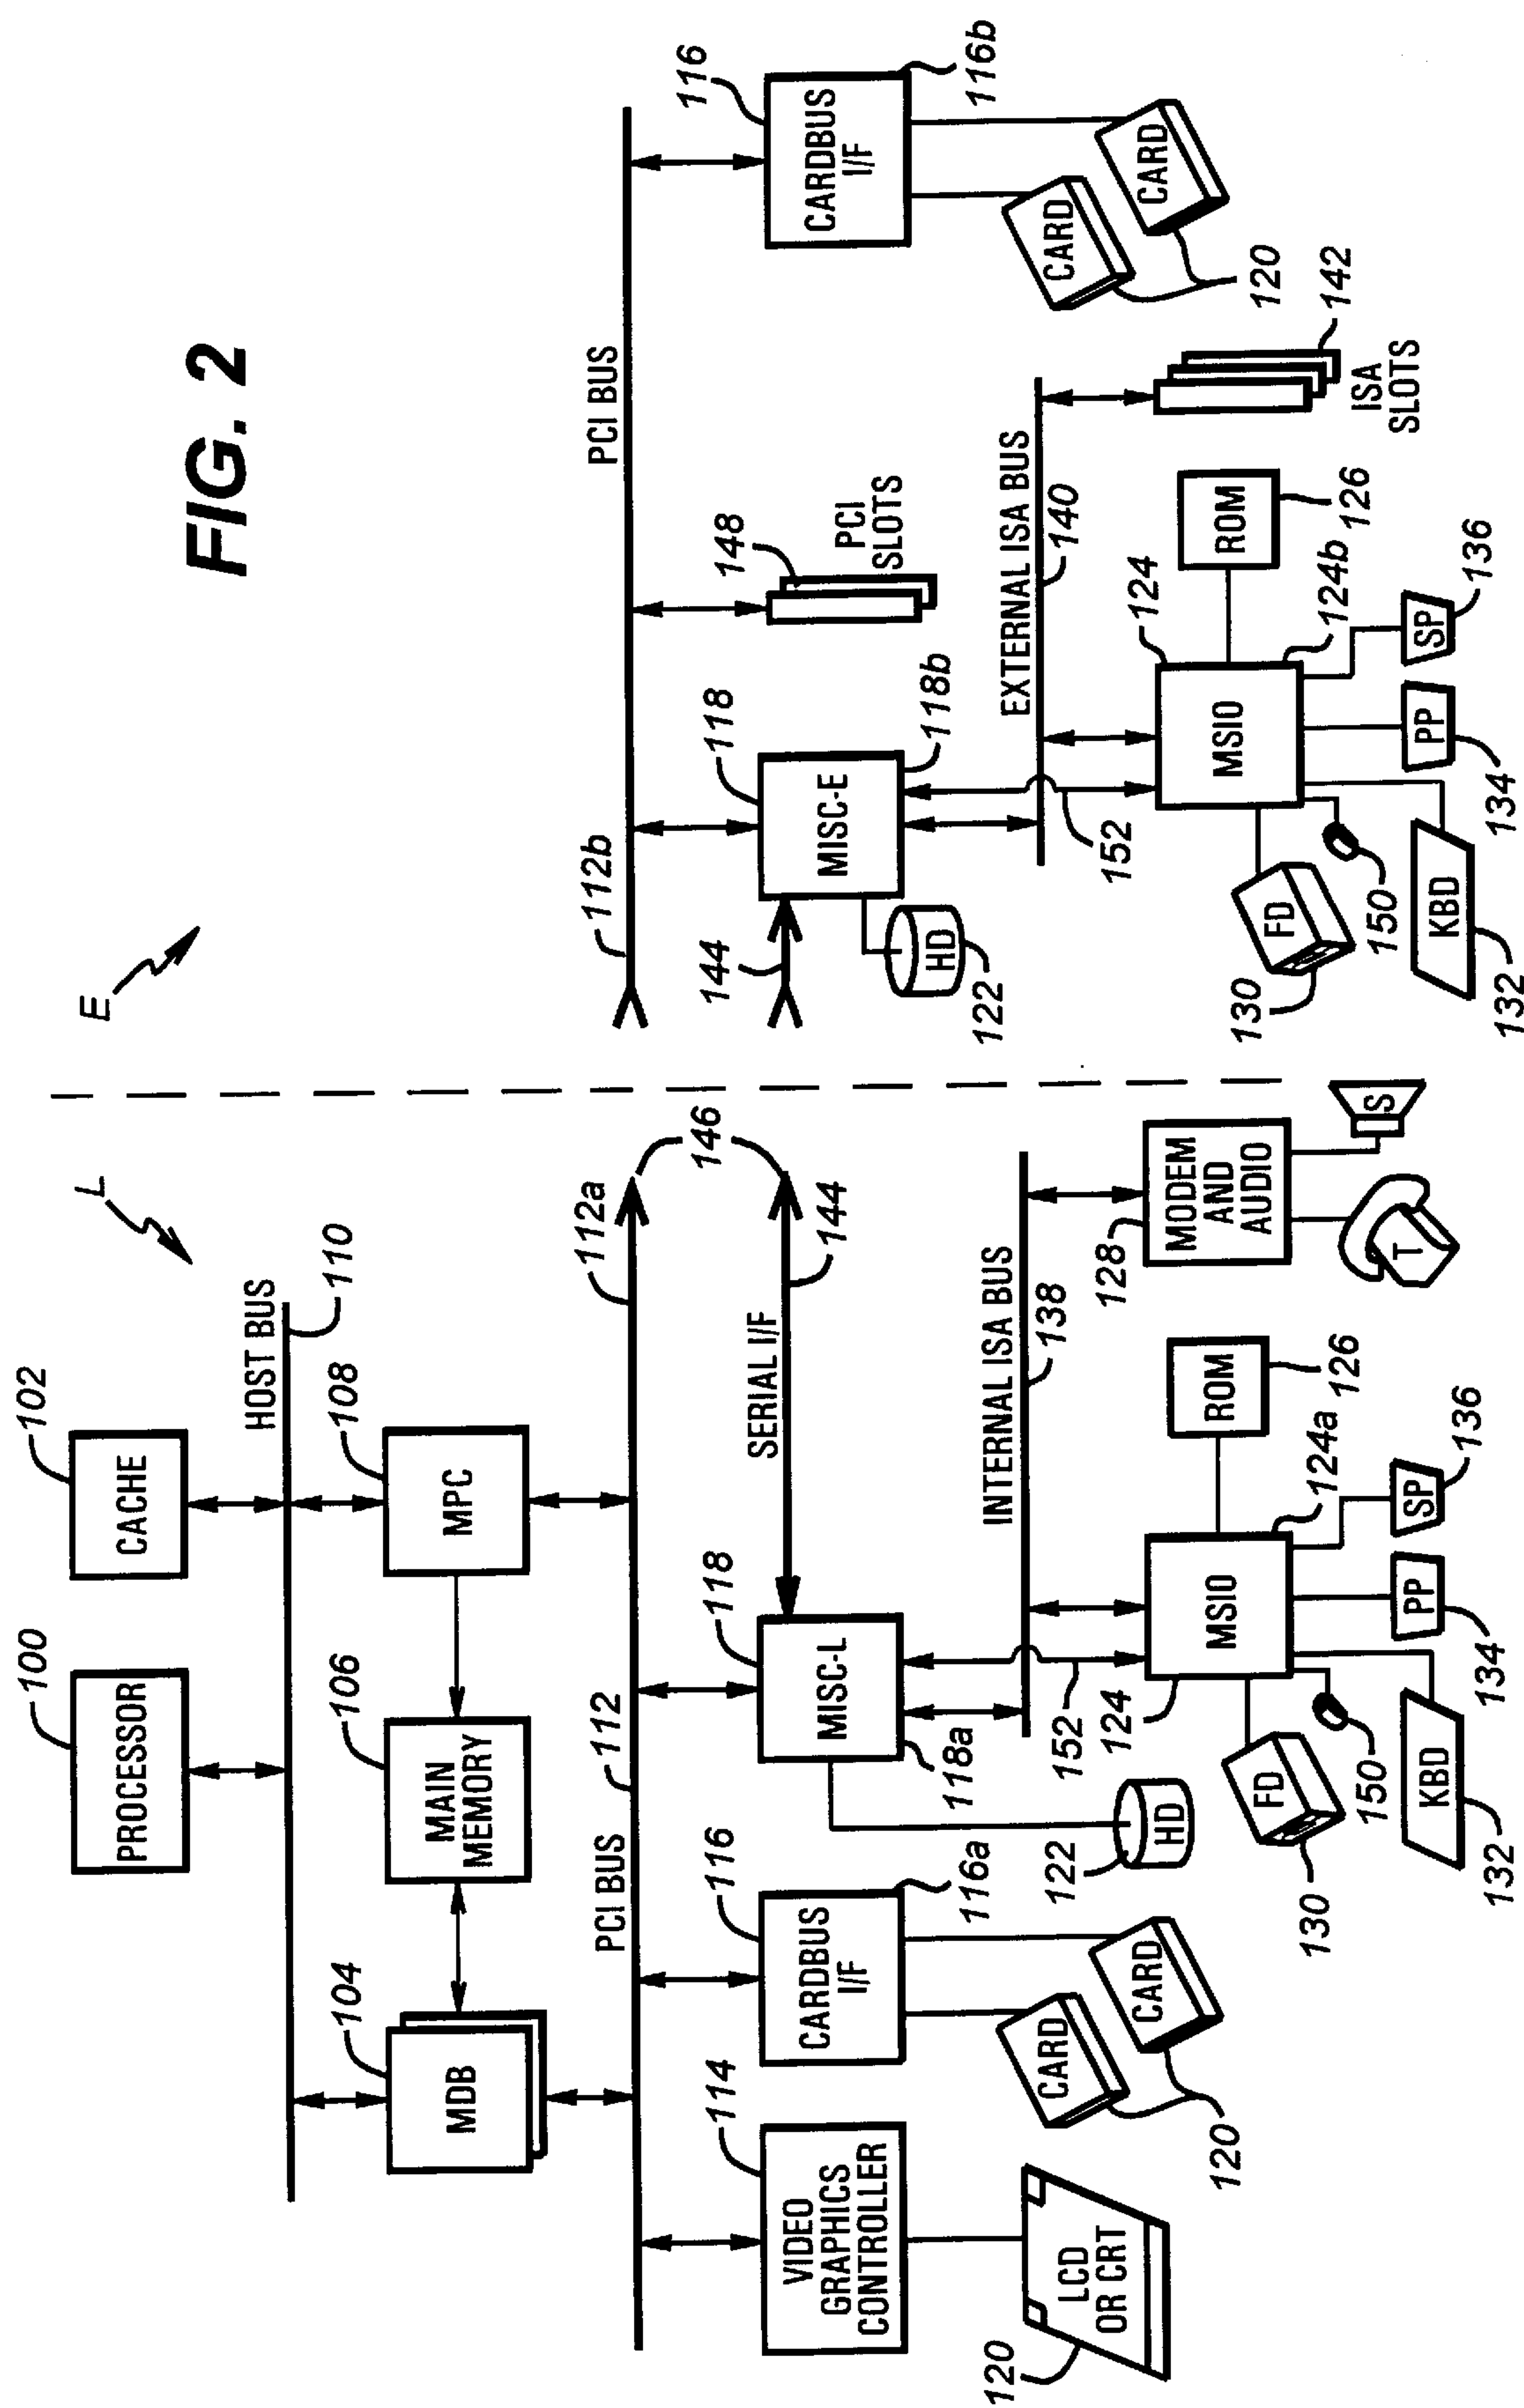 FIG. 2
L
E
100
PROCESSOR
102
CACHE
HOST BUS
110
104
MDB
106
MAIN
MEMORY
108
MPC
PCI BUS
112
112a
146
112b
PCI BUS
114
VIDEO
GRAPHICS
CONTROLLER
116
CARDBUS
I/F
116a
118
MISC-L
118a
SERIAL I/F
144
144
118
MISC-E
118b
148
PCI
SLOTS
116
CARDBUS
I/F
116b
120
LCD
OR CRT
CARD
CARD
120
122
HD
152
INTERNAL ISA BUS
138
122
HD
EXTERNAL ISA BUS
140
152
CARD
CARD
120
124
MSIO
124a
ROM
126
128
MODEM
AND
AUDIO
T
S
124
MSIO
124b
ROM
126
142
ISA
SLOTS
130
FD
150
132
KBD
134
PP
136
SP
130
FD
150
132
KBD
134
PP
136
SP